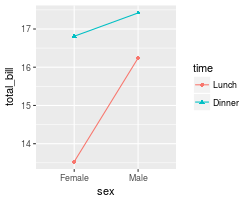 17
16
15
14
total_bill
Female Male
sex
time
Lunch
Dinner